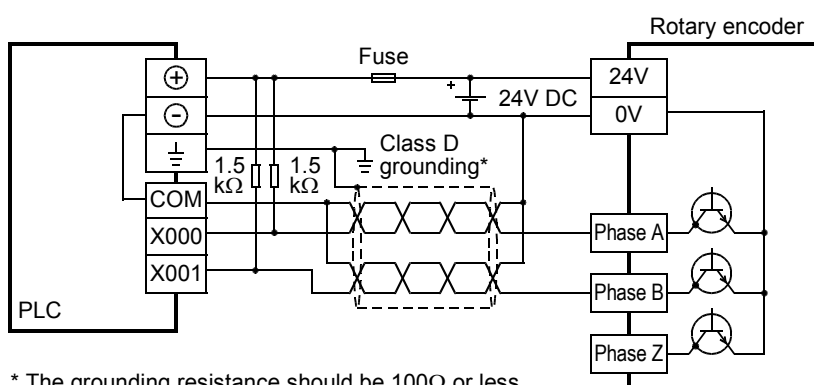 Rotary encoder
Fuse
24V
24V DC
0V
Class D
grounding*
1.5
kΩ
1.5
kΩ
COM
X000
X001
Phase A
Phase B
Phase Z
PLC
* The grounding resistance should be 100Ω or less.